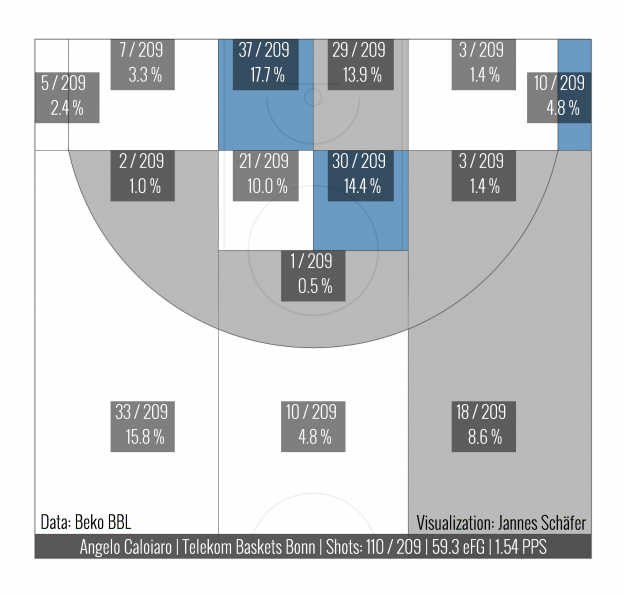 7 / 209
3.3 %
37 / 209
17.7 %
29 / 209
13.9 %
3 / 209
1.4 %
5 / 209
2.4 %
10 / 209
4.8 %
2 / 209
1.0 %
21 / 209
10.0 %
30 / 209
14.4 %
3 / 209
1.4 %
1 / 209
0.5 %
33 / 209
15.8 %
10 / 209
4.8 %
18 / 209
8.6 %
Data: Beko BBL
Visualization: Jannes Schäfer
Angelo Caloiaro | Telekom Baskets Bonn | Shots: 110 / 209 | 59.3 eFG | 1.54 PPS